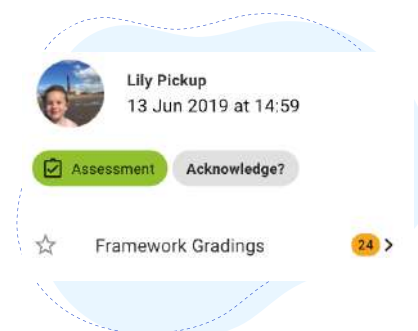 Lily Pickup
13 Jun 2019 at 14:59
Assessment Acknowledge?
Framework Gradings 24